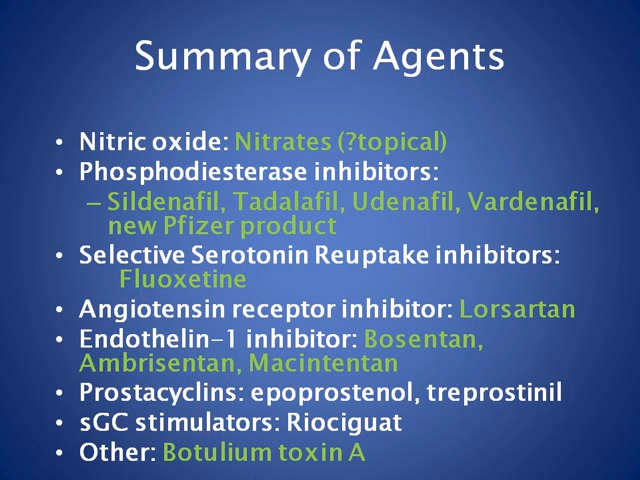 Summary of Agents
• Nitric oxide: Nitrates (?topical)
• Phosphodiesterase inhibitors:
– Sildenafil, Tadalafil, Udenafil, Vardenafil,
new Pfizer product
• Selective Serotonin Reuptake inhibitors:
Fluoxetine
• Angiotensin receptor inhibitor: Lorsartan
• Endothelin-1 inhibitor: Bosentan,
Ambrisentan, Macintentan
• Prostacyclins: epoprostenol, treprostinil
• sGC stimulators: Riociguat
• Other: Botulium toxin A